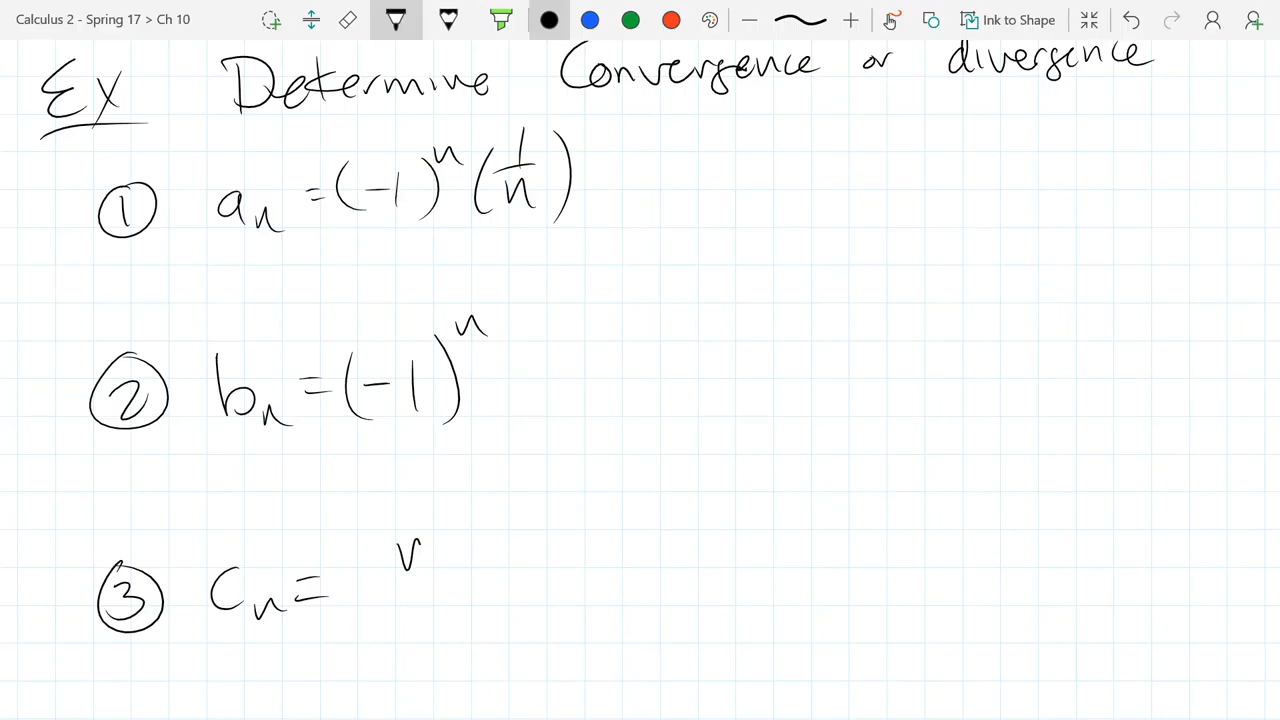 Calculus 2 - Spring 17 > Ch 10
Ink to Shape
Ex Determine Convergence or divergence
① aₙ = (-1)ⁿ (1/n)
② bₙ = (-1)ⁿ
③ cₙ =